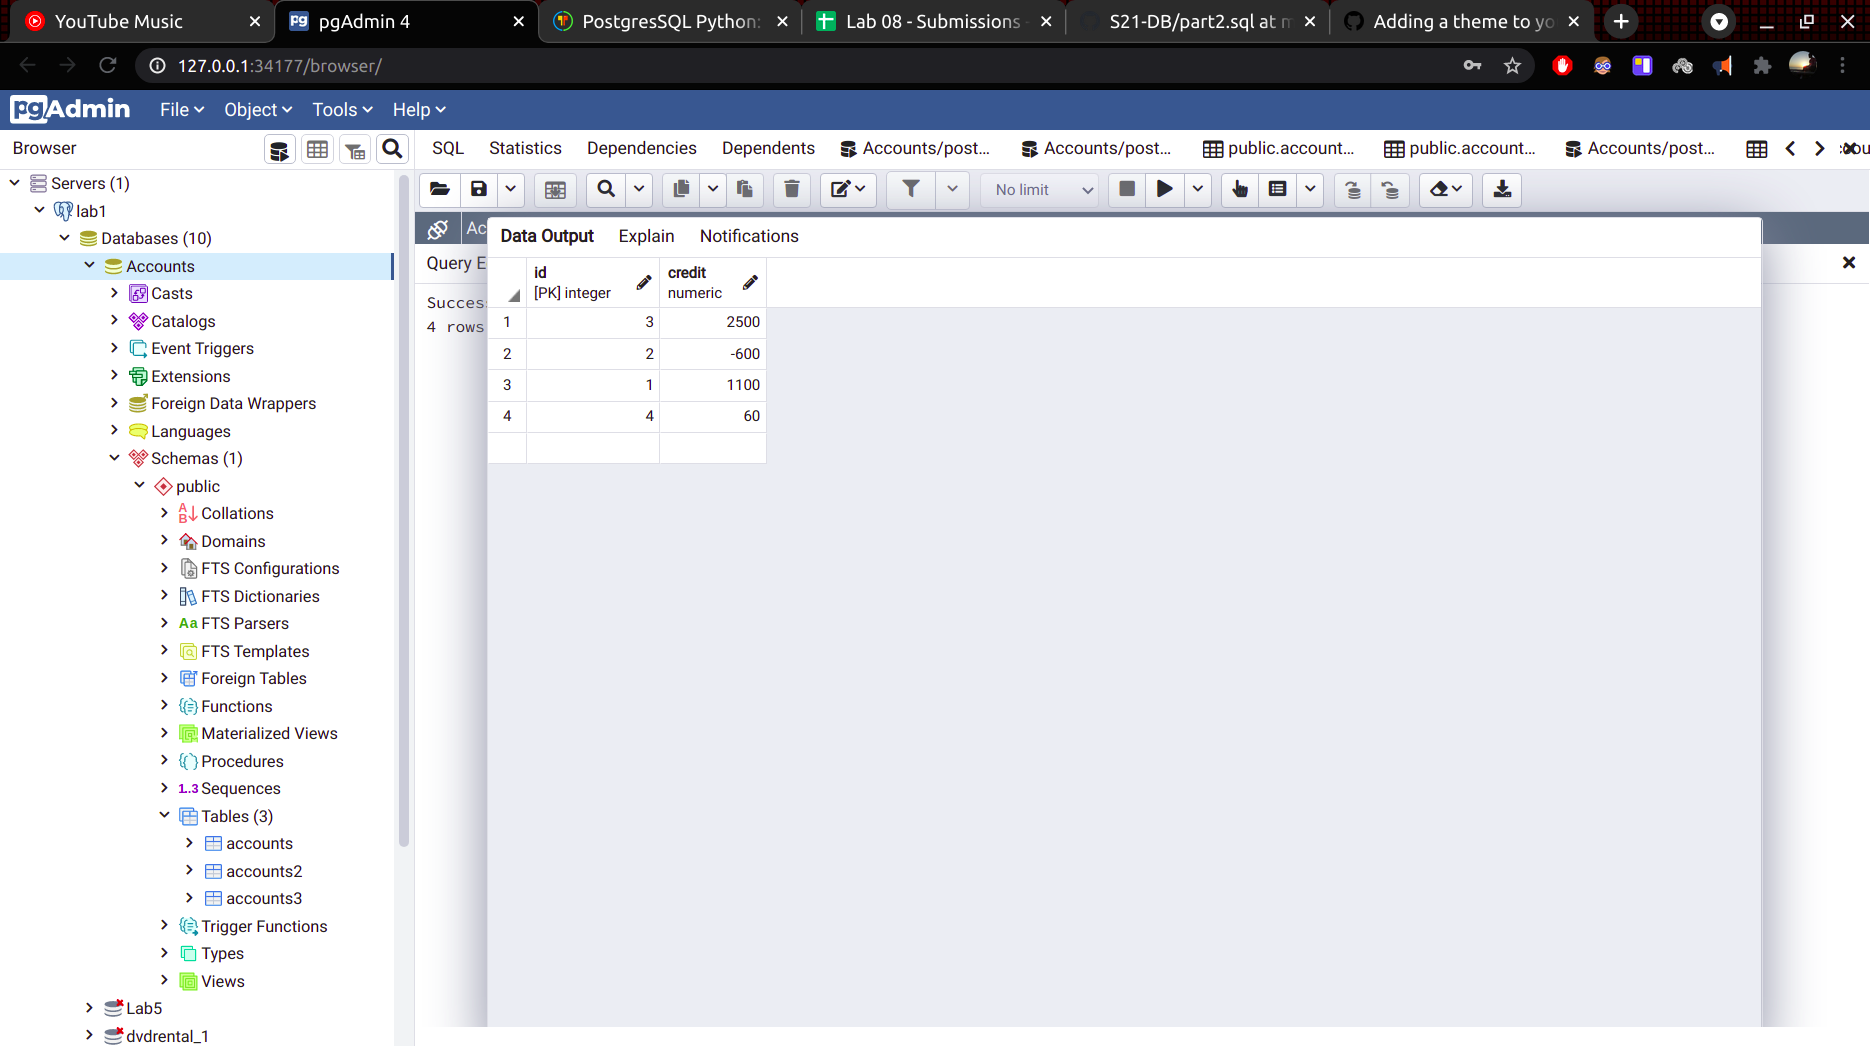 YouTube Music
pgAdmin 4
PostgresSQL Python:
Lab 08 - Submissions -
S21-DB/part2.sql at m
Adding a theme to yo
127.0.0.1:34177/browser/
pgAdmin
File
Object
Tools
Help
Browser
SQL
Statistics
Dependencies
Dependents
Accounts/post...
Accounts/post...
public.account...
public.account...
Accounts/post...
No limit
Servers (1)
lab1
Databases (10)
Accounts
Casts
Catalogs
Event Triggers
Extensions
Foreign Data Wrappers
Languages
Schemas (1)
public
Collations
Domains
FTS Configurations
FTS Dictionaries
Aa FTS Parsers
FTS Templates
Foreign Tables
Functions
Materialized Views
Procedures
1..3 Sequences
Tables (3)
accounts
accounts2
accounts3
Trigger Functions
Types
Views
Lab5
dvdrental_1
Ac
Query E
Succes
4 rows
Data Output
Explain
Notifications
id
[PK] integer
credit
numeric
1 3 2500
2 2 -600
3 1 1100
4 4 60